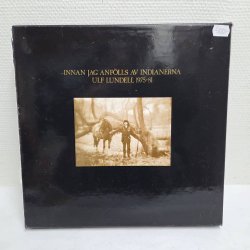 INNAN JAG ANFÖLLS AV INDIANERNA
ULF LUNDELL 1975-81